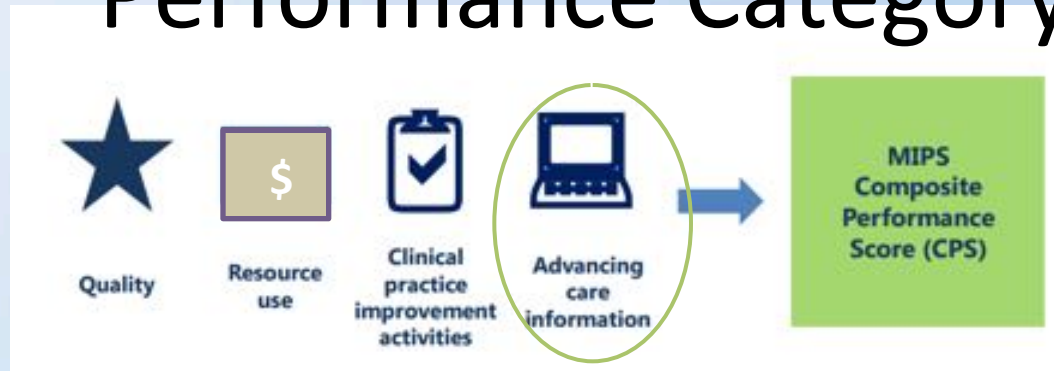 Performance Category
$
Quality
Resource
use
Clinical
practice
improvement
activities
Advancing
care
information
MIPS
Composite
Performance
Score (CPS)